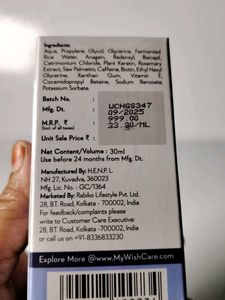 Ingredients:
Aqua, Propylene Glycol, Glycerine, Fermented
Rice Water, Anagain, Redensyl, Baicapil,
Cetrimonium Chloride, Plant Keratin, Rosemary
Extract, Saw Palmetto, Caffeine, Biotin, Ethyl Hexyl
Glycerine, Xanthan Gum, Vitamin E,
Cocamidopropyl Betaine, Sodium Benzoate,
Potassium Sorbate.
Batch No. UCHGS347
Mfg. Dt. 09/2025
M.R.P. ₹ 999.00
(Incl. of all taxes) 33.30/ML
Unit Sale Price ₹
Net Content/Volume : 30ml
Use before 24 months from Mfg. Dt.
Manufactured By: H.E.N.P. L.
NH 27, Kuvadva, 360023
Mfg. Lic. No. - GC/1364
Marketed By: Rabiko Lifestyle Pvt. Ltd.
28, B.T. Road, Kolkata - 700002, India
For feedback/complaints please
write to Customer Care Executive:
28, B.T. Road, Kolkata - 700002, India
or call us on +91-8336833230
Explore More @www.MyWishCare.com